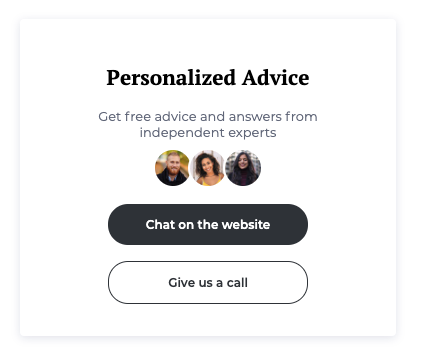 Personalized Advice
Get free advice and answers from
independent experts
Chat on the website
Give us a call